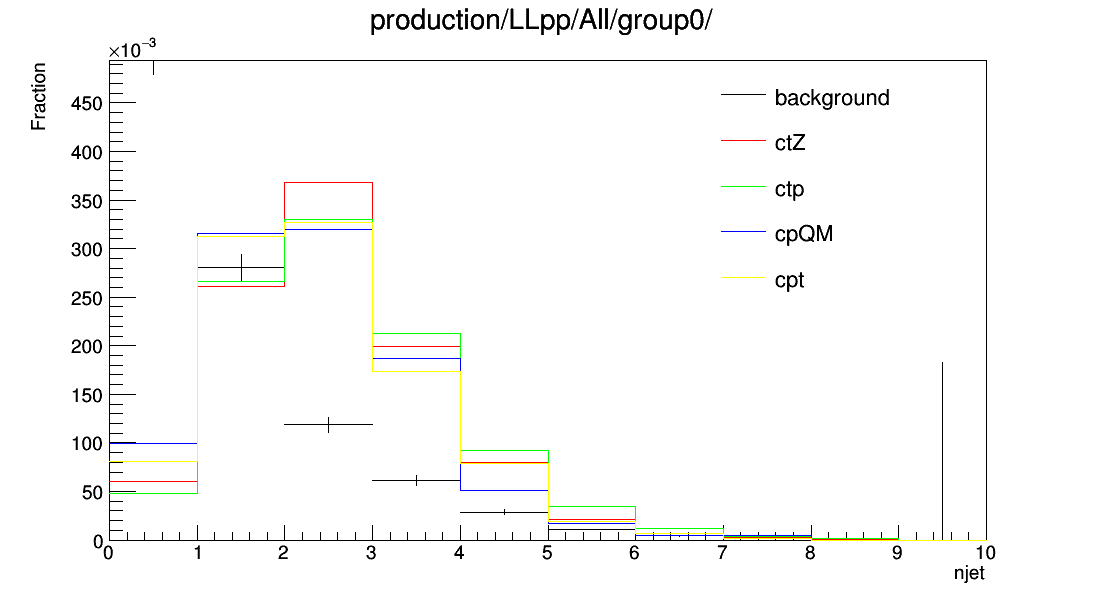 production/LLpp/All/group0/
×10⁻³
Fraction
450
400
350
300
250
200
150
100
50
0
background
ctZ
ctp
cpQM
cpt
0 1 2 3 4 5 6 7 8 9 10
njet